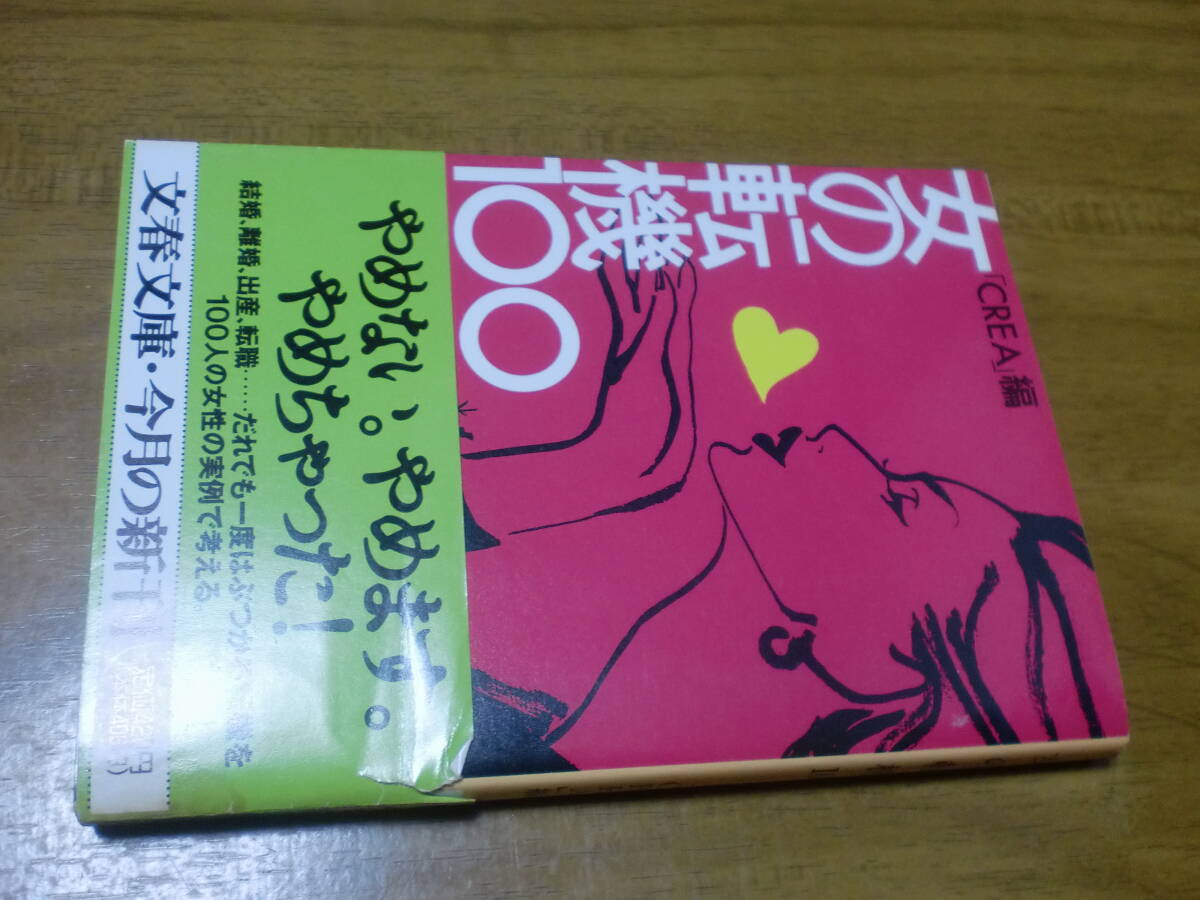 女の転機100
「CREA」編
やめない。やめます。
やめちゃった!
結婚、離婚、出産、転職……だれでも一度はぶつか
100人の女性の実例で考える。
文春文庫・今月の新刊